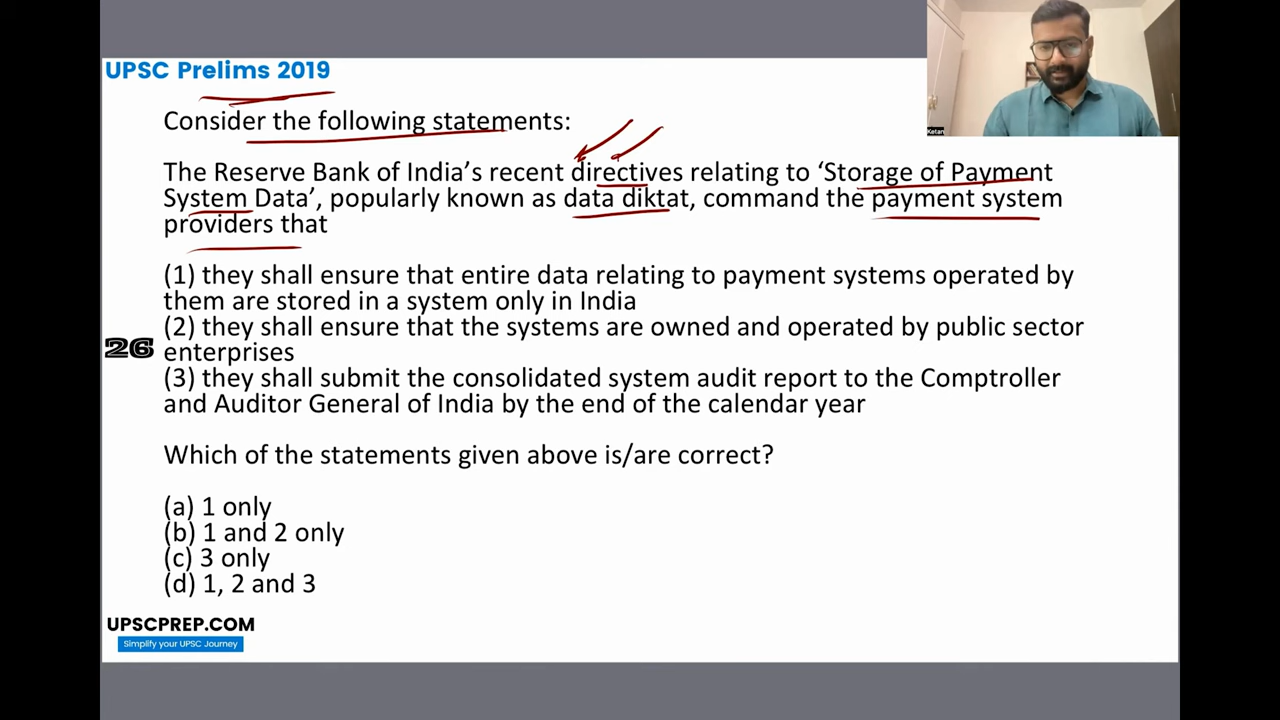 UPSC Prelims 2019
Consider the following statements:
The Reserve Bank of India’s recent directives relating to ‘Storage of Payment
System Data’, popularly known as data diktat, command the payment system
providers that
(1) they shall ensure that entire data relating to payment systems operated by
them are stored in a system only in India
(2) they shall ensure that the systems are owned and operated by public sector
enterprises
(3) they shall submit the consolidated system audit report to the Comptroller
and Auditor General of India by the end of the calendar year
26
Which of the statements given above is/are correct?
(a) 1 only
(b) 1 and 2 only
(c) 3 only
(d) 1, 2 and 3
UPSCPREP.COM
Simplify your UPSC Journey
Ketan